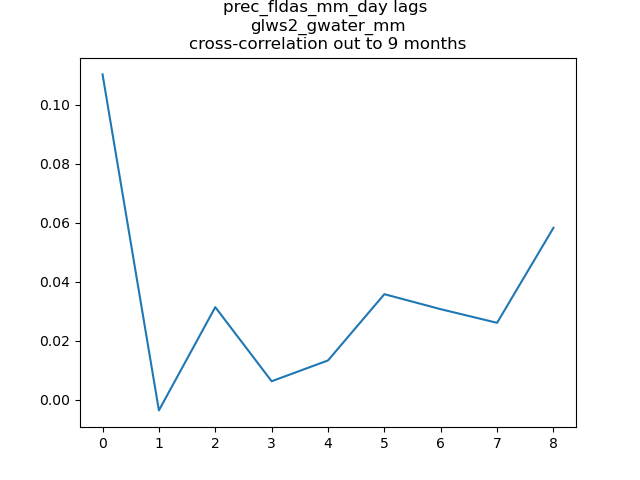 prec_fldas_mm_day lags
glws2_gwater_mm
cross-correlation out to 9 months
0.10
0.08
0.06
0.04
0.02
0.00
0 1 2 3 4 5 6 7 8